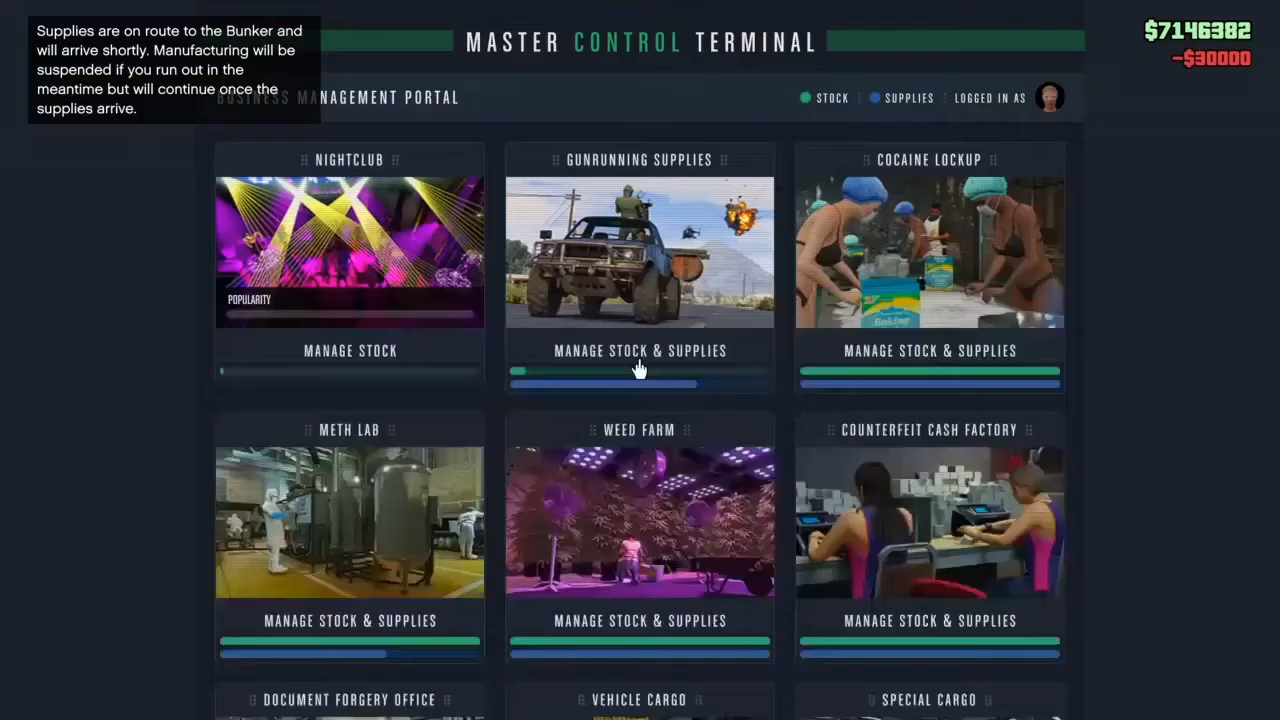 Supplies are on route to the Bunker and
will arrive shortly. Manufacturing will be
suspended if you run out in the
meantime but will continue once the
supplies arrive.
MASTER CONTROL TERMINAL
$7146382
-$30000
BUSINESS MANAGEMENT PORTAL
STOCK
SUPPLIES
LOGGED IN AS
NIGHTCLUB
GUNRUNNING SUPPLIES
COCAINE LOCKUP
POPULARITY
Baking
MANAGE STOCK
MANAGE STOCK & SUPPLIES
MANAGE STOCK & SUPPLIES
METH LAB
WEED FARM
COUNTERFEIT CASH FACTORY
MANAGE STOCK & SUPPLIES
MANAGE STOCK & SUPPLIES
MANAGE STOCK & SUPPLIES
DOCUMENT FORGERY OFFICE
VEHICLE CARGO
SPECIAL CARGO